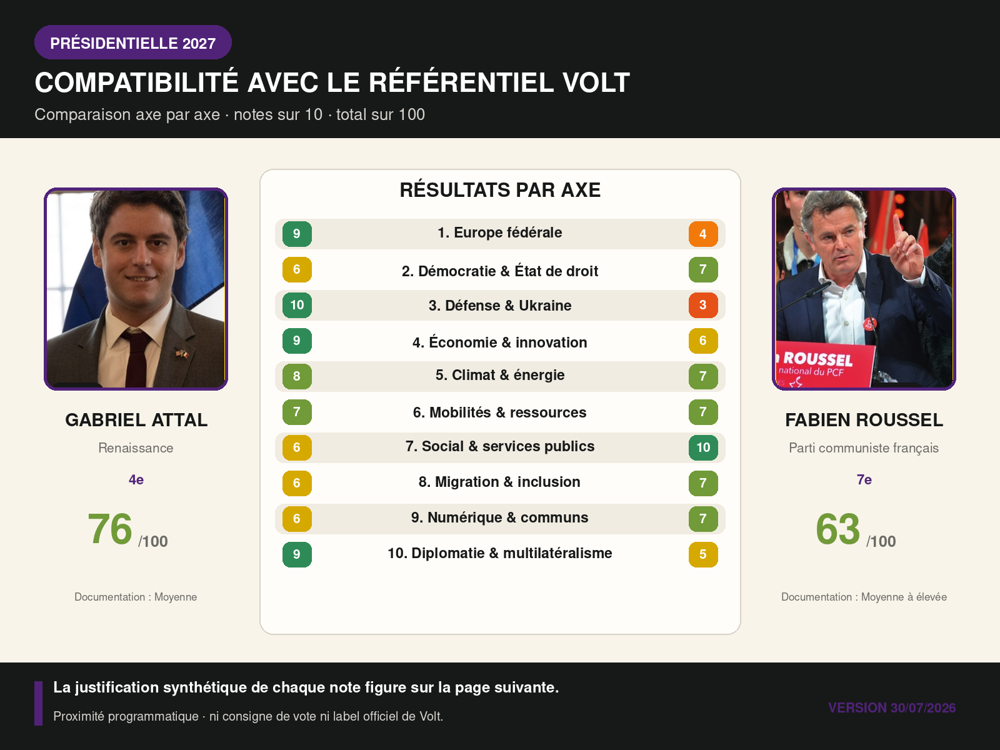 PRÉSIDENTIELLE 2027
COMPATIBILITÉ AVEC LE RÉFÉRENTIEL VOLT
Comparaison axe par axe · notes sur 10 · total sur 100
RÉSULTATS PAR AXE
9 1. Europe fédérale 4
6 2. Démocratie & État de droit 7
10 3. Défense & Ukraine 3
9 4. Économie & innovation 6
8 5. Climat & énergie 7
7 6. Mobilités & ressources 7
6 7. Social & services publics 10
6 8. Migration & inclusion 7
6 9. Numérique & communs 7
9 10. Diplomatie & multilatéralisme 5
GABRIEL ATTAL
Renaissance
4e
76 /100
Documentation : Moyenne
ROUSSEL
national du PCF
FABIEN ROUSSEL
Parti communiste français
7e
63 /100
Documentation : Moyenne à élevée
La justification synthétique de chaque note figure sur la page suivante.
Proximité programmatique · ni consigne de vote ni label officiel de Volt.
VERSION 30/07/2026